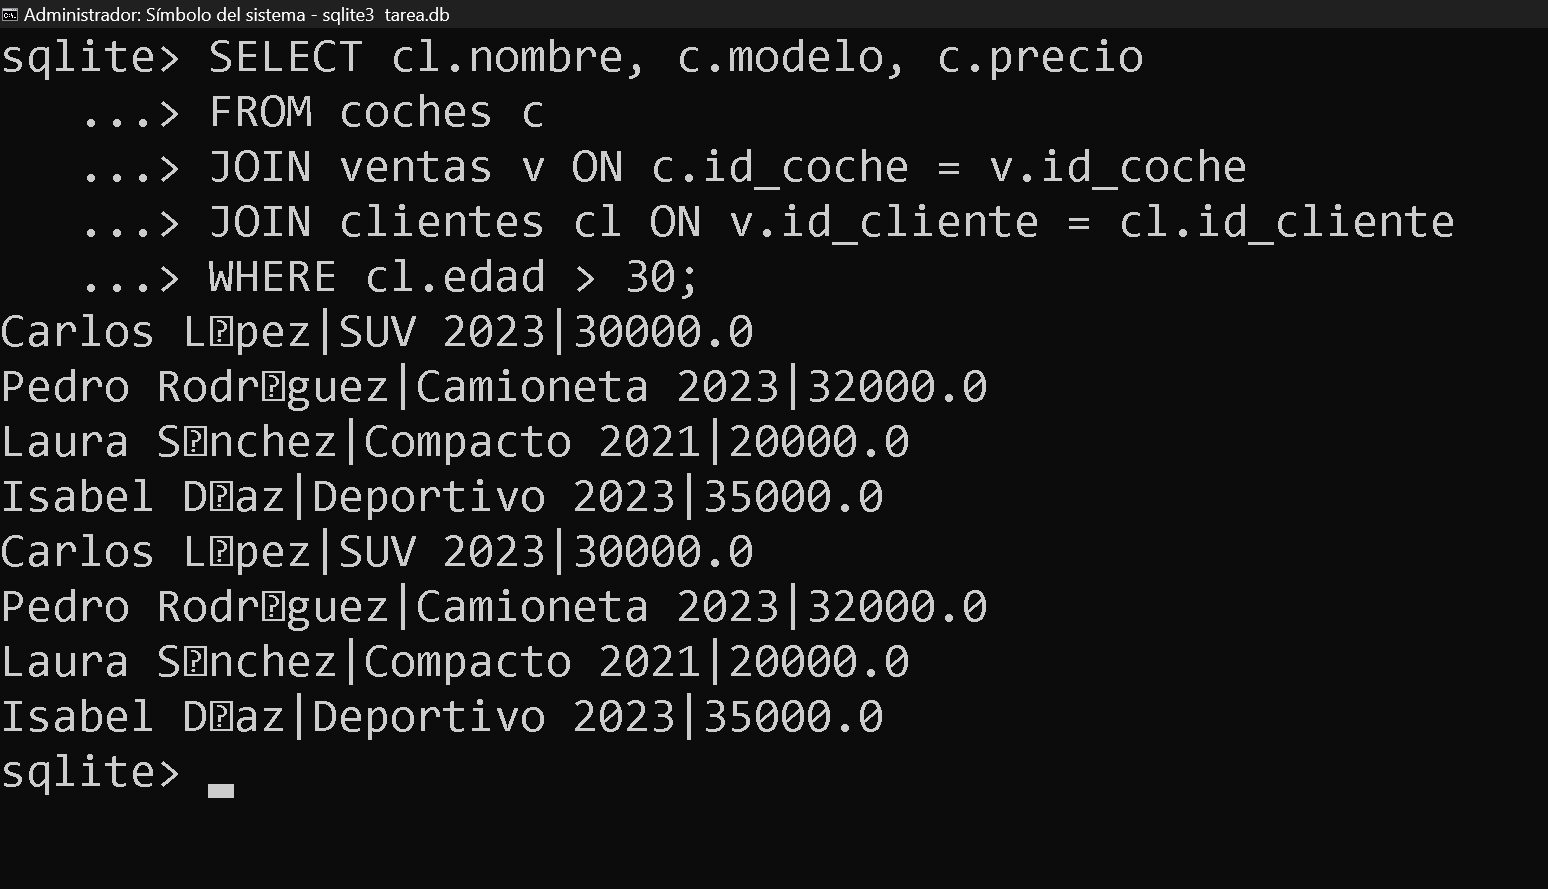 Administrador: Símbolo del sistema - sqlite3  tarea.db
sqlite> SELECT cl.nombre, c.modelo, c.precio
   ...> FROM coches c
   ...> JOIN ventas v ON c.id_coche = v.id_coche
   ...> JOIN clientes cl ON v.id_cliente = cl.id_cliente
   ...> WHERE cl.edad > 30;
Carlos L�pez|SUV 2023|30000.0
Pedro Rodr�guez|Camioneta 2023|32000.0
Laura S�nchez|Compacto 2021|20000.0
Isabel D�az|Deportivo 2023|35000.0
Carlos L�pez|SUV 2023|30000.0
Pedro Rodr�guez|Camioneta 2023|32000.0
Laura S�nchez|Compacto 2021|20000.0
Isabel D�az|Deportivo 2023|35000.0
sqlite>